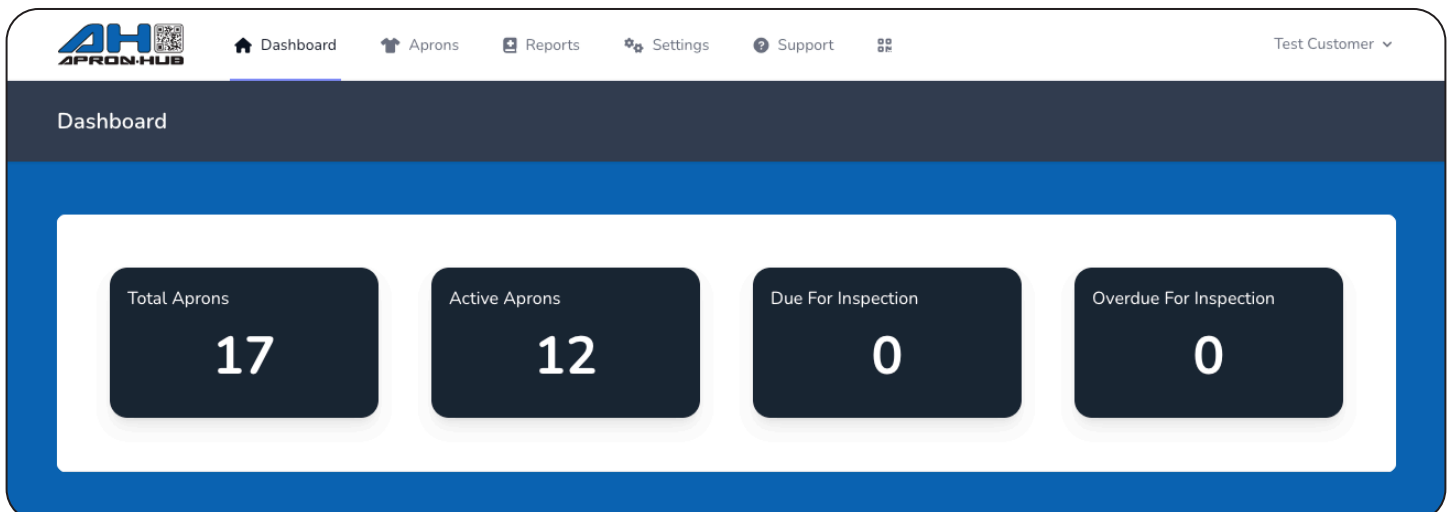 AH
APRON-HUB
Dashboard
Aprons
Reports
Settings
Support
Test Customer
Dashboard
Total Aprons
17
Active Aprons
12
Due For Inspection
0
Overdue For Inspection
0